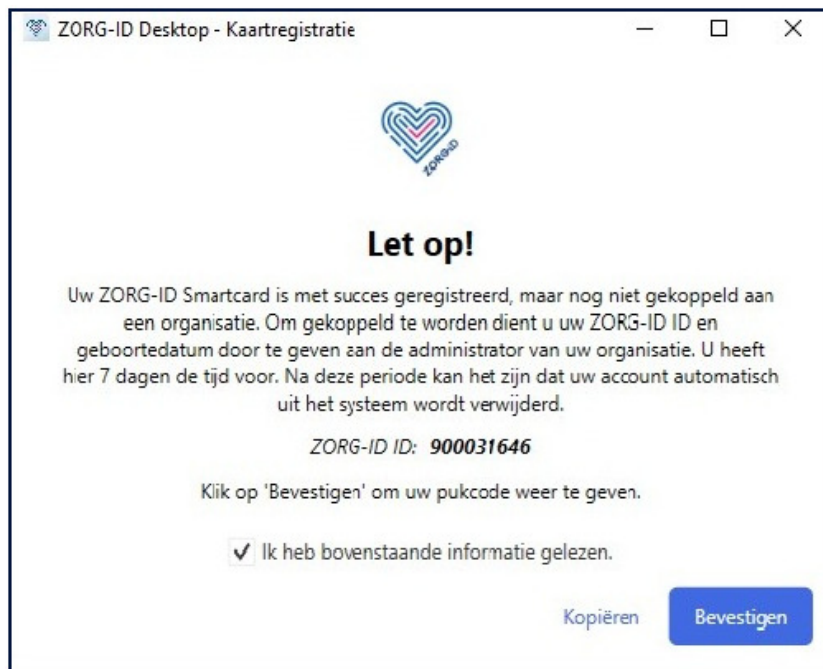 ZORG-ID Desktop - Kaartregistratie
ZORG-ID
Let op!
Uw ZORG-ID Smartcard is met succes geregistreerd, maar nog niet gekoppeld aan
een organisatie. Om gekoppeld te worden dient u uw ZORG-ID ID en
geboortedatum door te geven aan de administrator van uw organisatie. U heeft
hier 7 dagen de tijd voor. Na deze periode kan het zijn dat uw account automatisch
uit het systeem wordt verwijderd.
ZORG-ID ID: 900031646
Klik op 'Bevestigen' om uw pukcode weer te geven.
Ik heb bovenstaande informatie gelezen.
Kopiëren Bevestigen